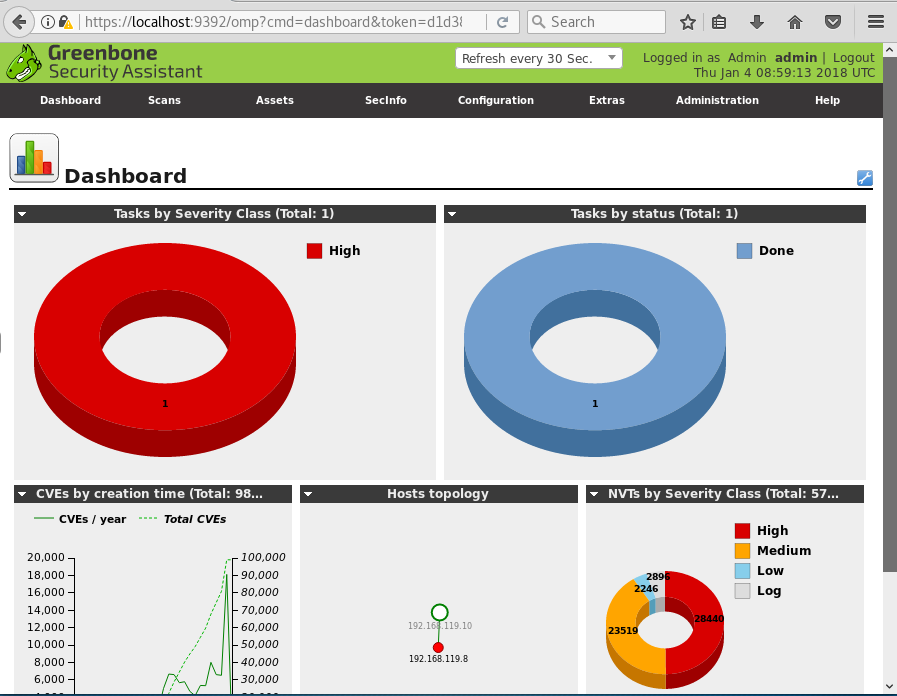 https://localhost:9392/omp?cmd=dashboard&token=d1d38
Search
Greenbone
Security Assistant
Refresh every 30 Sec.
Logged in as Admin admin | Logout
Thu Jan 4 08:59:13 2018 UTC
Dashboard Scans Assets SecInfo Configuration Extras Administration Help
Dashboard
Tasks by Severity Class (Total: 1)
High
1
Tasks by status (Total: 1)
Done
1
CVEs by creation time (Total: 98...
CVEs / year Total CVEs
20,000 100,000
18,000 90,000
16,000 80,000
14,000 70,000
12,000 60,000
10,000 50,000
8,000 40,000
6,000 30,000
Hosts topology
192.168.119.10
192.168.119.8
NVTs by Severity Class (Total: 57...
High
Medium
Low
Log
2896
2246
28440
23519